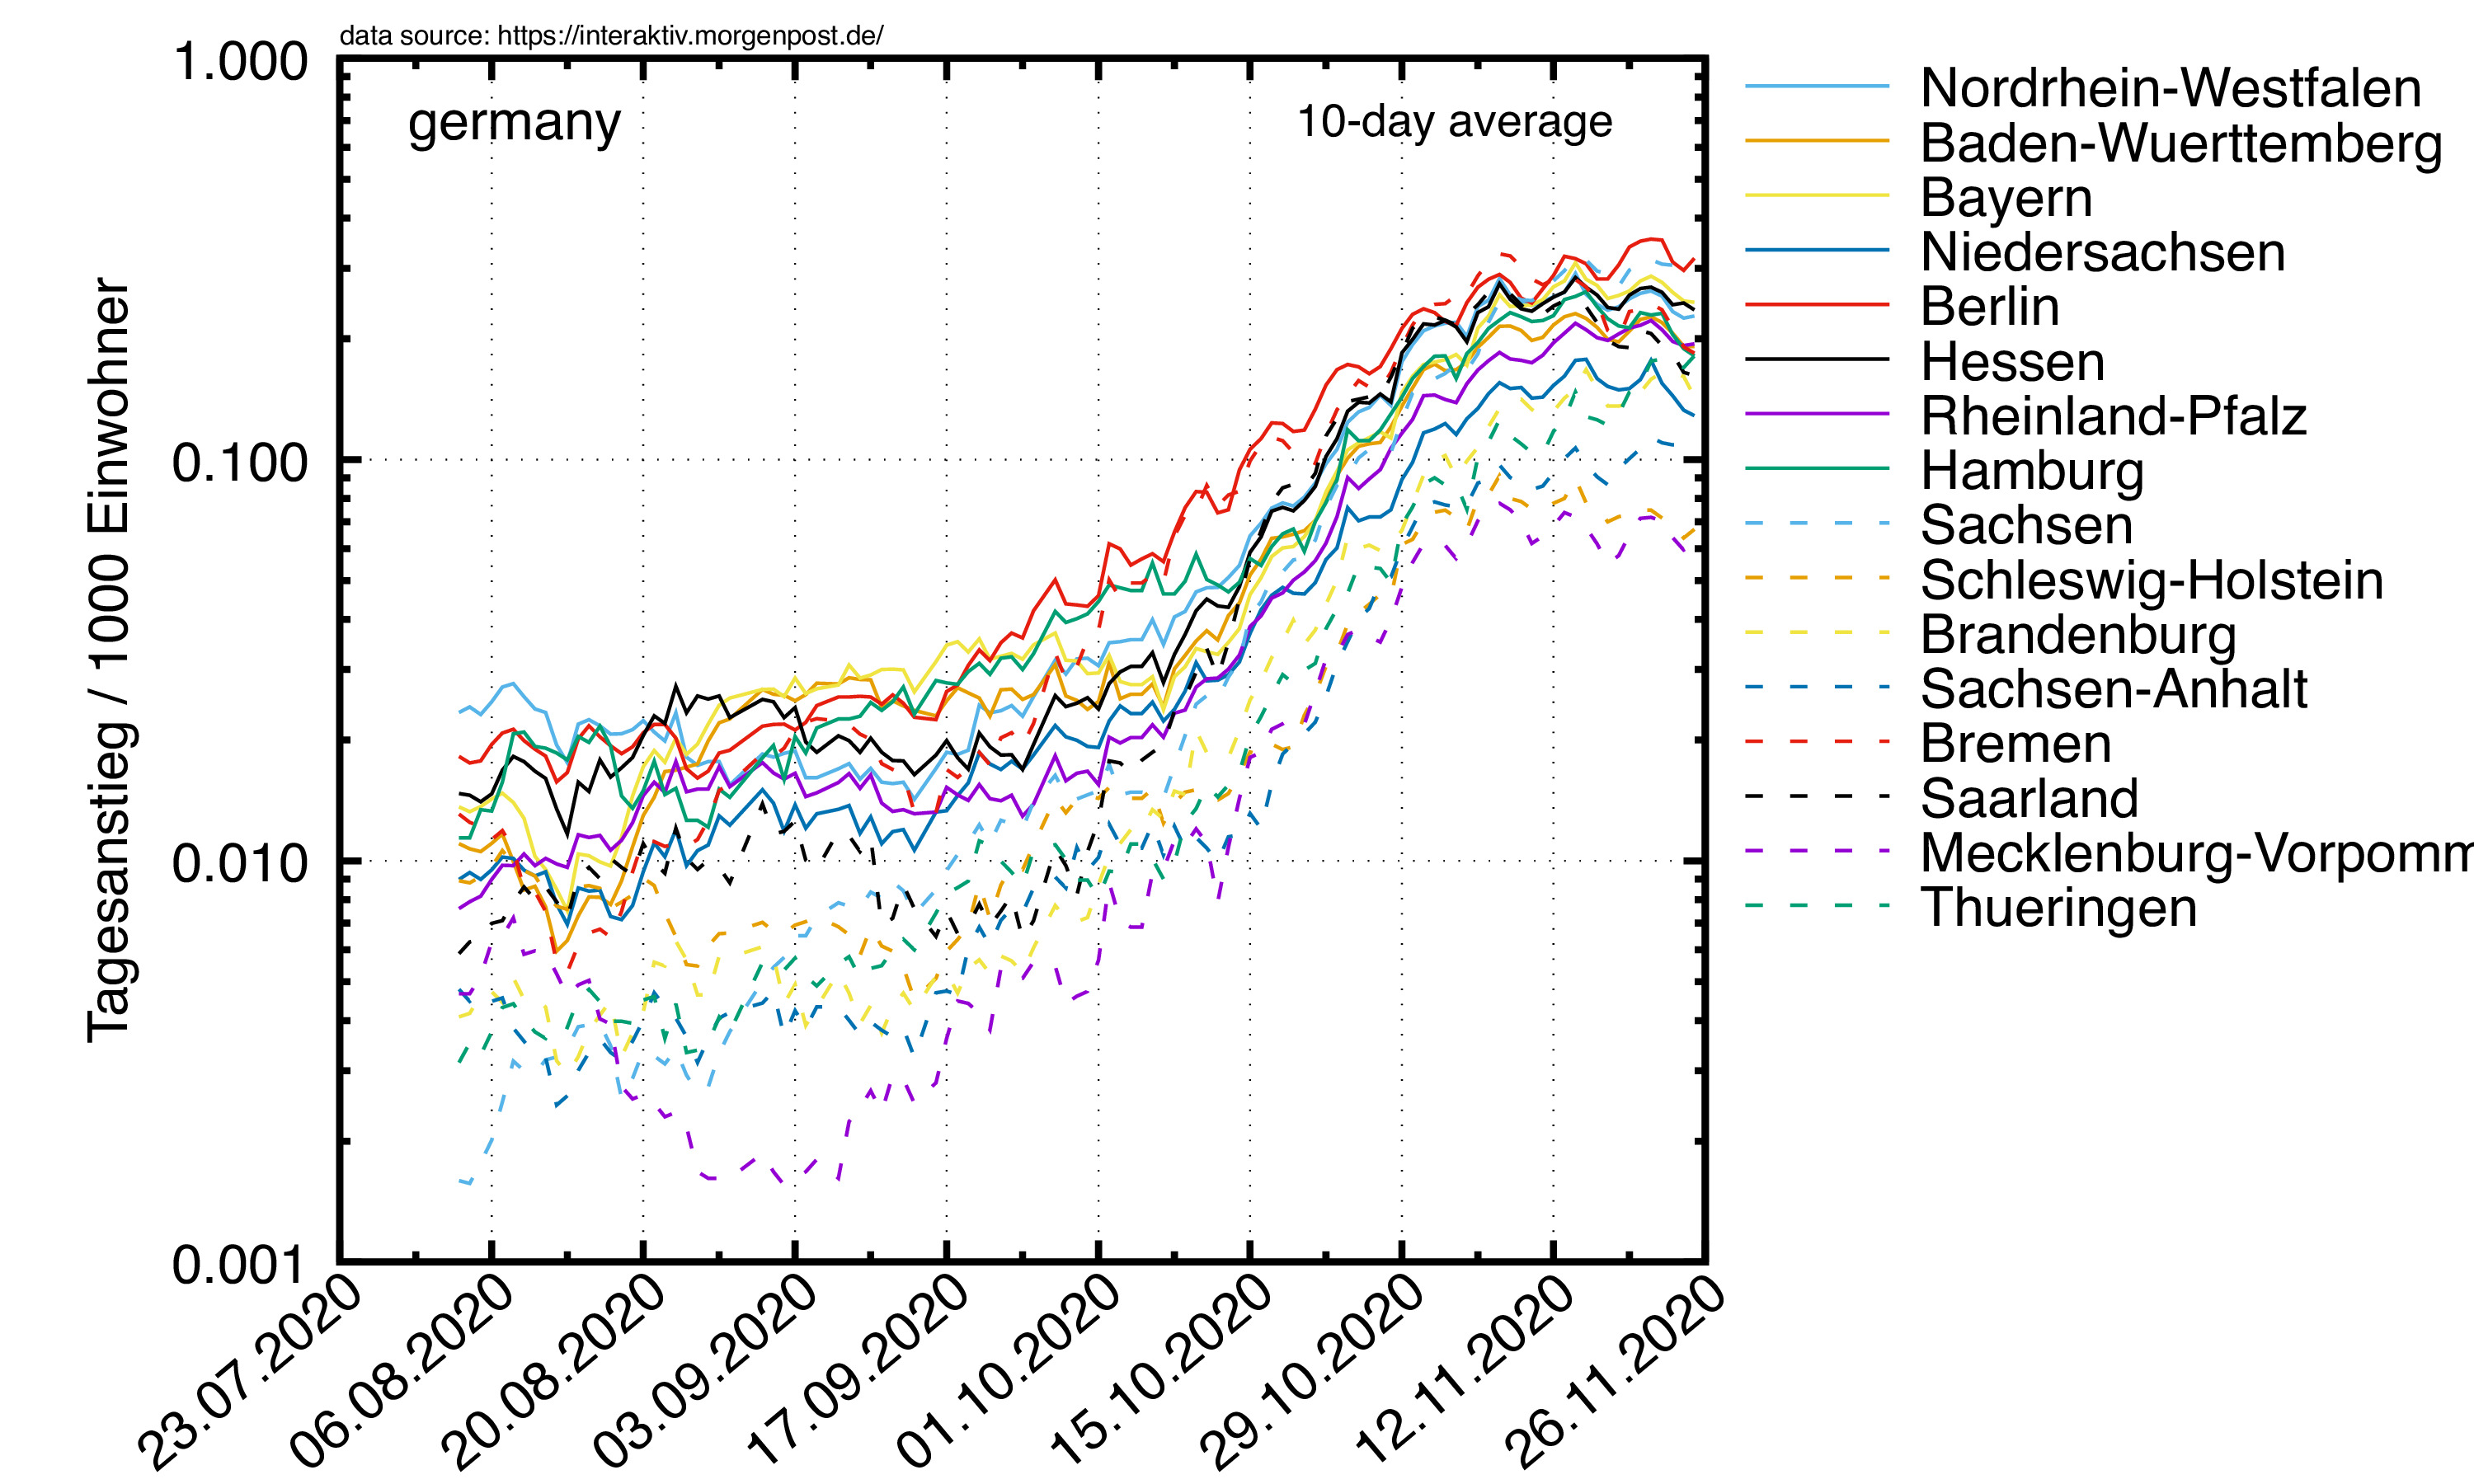 data source: https://interaktiv.morgenpost.de/
germany
10-day average
Tagesanstieg / 1000 Einwohner
1.000
0.100
0.010
0.001
23.07.2020
06.08.2020
20.08.2020
03.09.2020
17.09.2020
01.10.2020
15.10.2020
29.10.2020
12.11.2020
26.11.2020
Nordrhein-Westfalen
Baden-Wuerttemberg
Bayern
Niedersachsen
Berlin
Hessen
Rheinland-Pfalz
Hamburg
Sachsen
Schleswig-Holstein
Brandenburg
Sachsen-Anhalt
Bremen
Saarland
Mecklenburg-Vorpomm
Thueringen